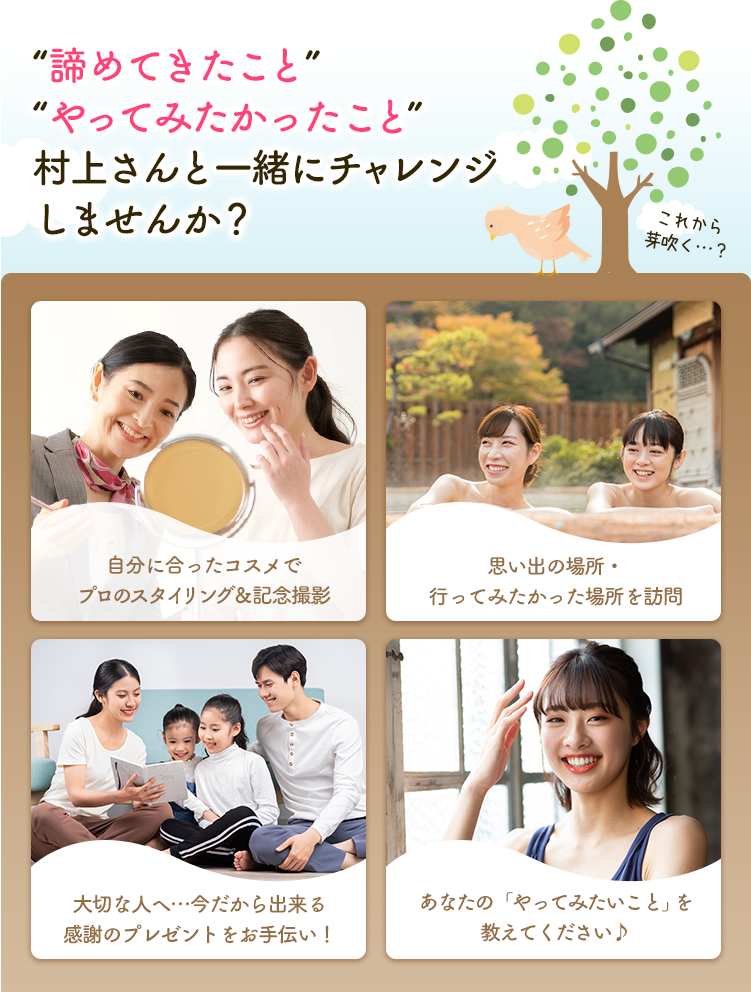 “諦めてきたこと”
“やってみたかったこと”
村上さんと一緒にチャレンジ
しませんか？
これから
芽吹く…？
自分に合ったコスメで
プロのスタイリング&記念撮影
思い出の場所・
行ってみたかった場所を訪問
大切な人へ…今だから出来る
感謝のプレゼントをお手伝い！
あなたの「やってみたいこと」を
教えてください♪